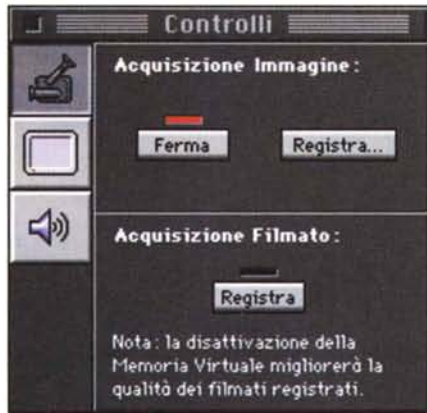 Controlli
Acquisizione Immagine:
Ferma
Registra...
Acquisizione Filmato:
Registra
Nota: la disattivazione della
Memoria Virtuale migliorerà la
qualità dei filmati registrati.